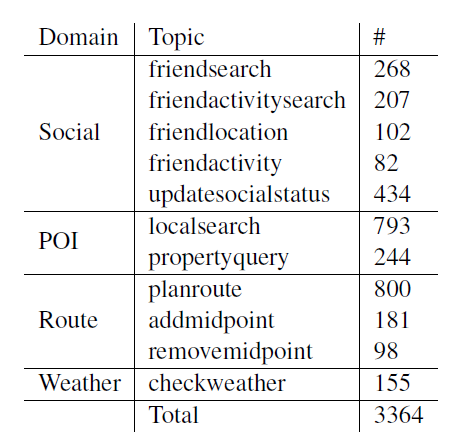 Domain Topic #
friendsearch 268
friendactivitysearch 207
Social friendlocation 102
friendactivity 82
updatesocialstatus 434
POI localsearch 793
propertyquery 244
planroute 800
Route addmidpoint 181
removemidpoint 98
Weather checkweather 155
Total 3364